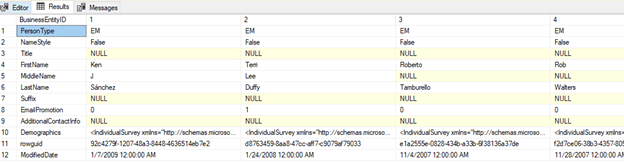 Editor Results Messages
BusinessEntityID 1 2 3 4
1 PersonType EM EM EM EM
2 NameStyle False False False False
3 Title NULL NULL NULL NULL
4 FirstName Ken Terri Roberto Rob
5 MiddleName J Lee NULL NULL
6 LastName Sánchez Duffy Tamburello Walters
7 Suffix NULL NULL NULL NULL
8 EmailPromotion 0 1 0 0
9 AdditionalContactInfo NULL NULL NULL NULL
10 Demographics <IndividualSurvey xmlns="http://schemas.microso... <IndividualSurvey xmlns="http://schemas.microso... <IndividualSurvey xmlns="http://schemas.microso... <IndividualSurvey
11 rowguid 92c4279f-1207-48a3-8448-4636514eb7e2 d8763459-8aa8-47cc-aff7-c9079af79033 e1a2555e-0828-434b-a33b-6f38136a37de f2d7ce06-38b3-4357-805
12 ModifiedDate 1/7/2009 12:00:00 AM 1/24/2008 12:00:00 AM 11/4/2007 12:00:00 AM 11/28/2007 12:00:00 A